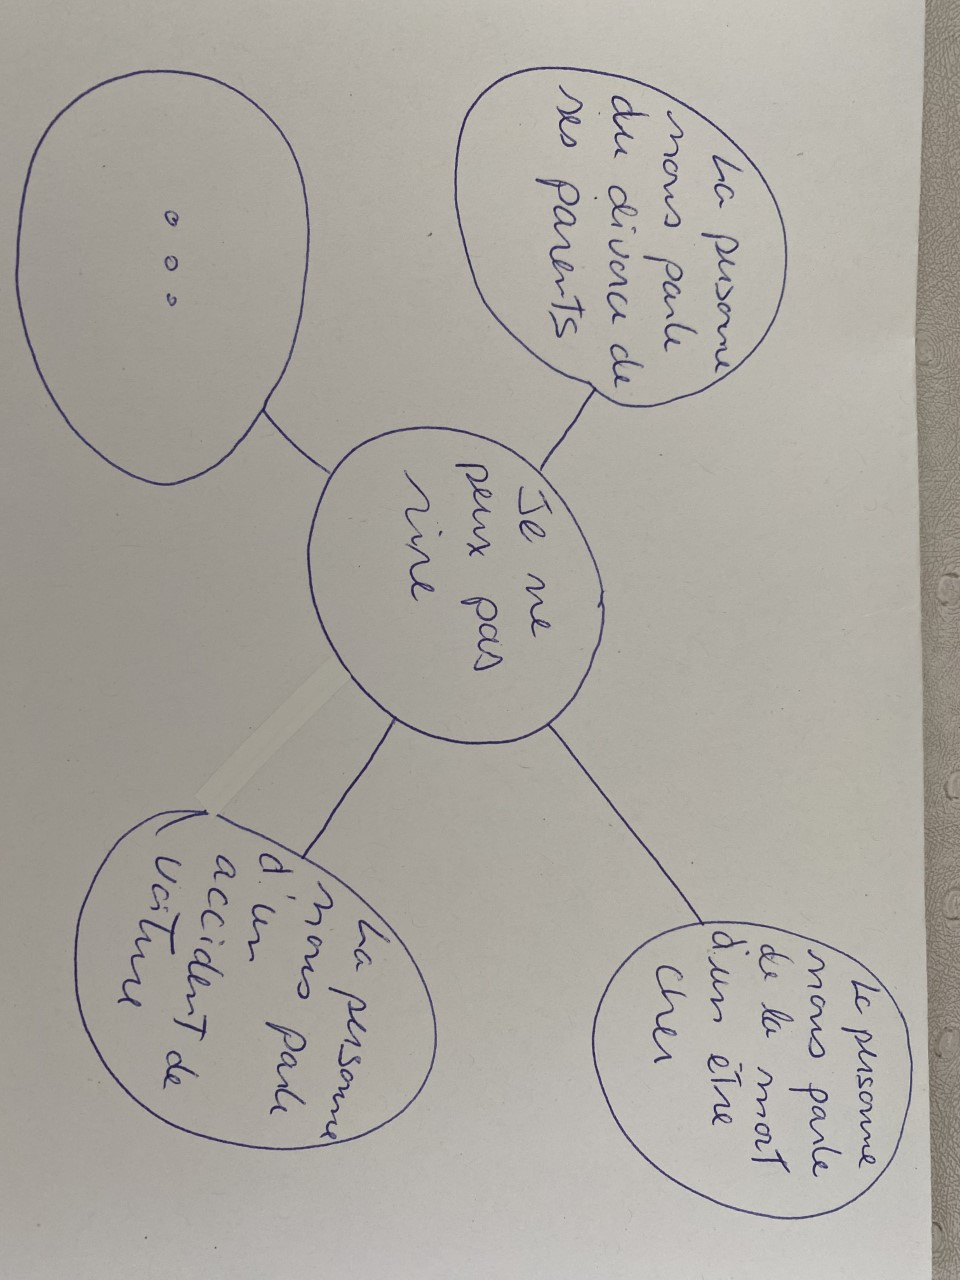 La personne
nous parle
du divorce de
ses parents
La personne
nous parle
de la mort
d'un être
cher
Je ne
peux pas
rire
...
La personne
nous parle
d'un
accident de
voiture